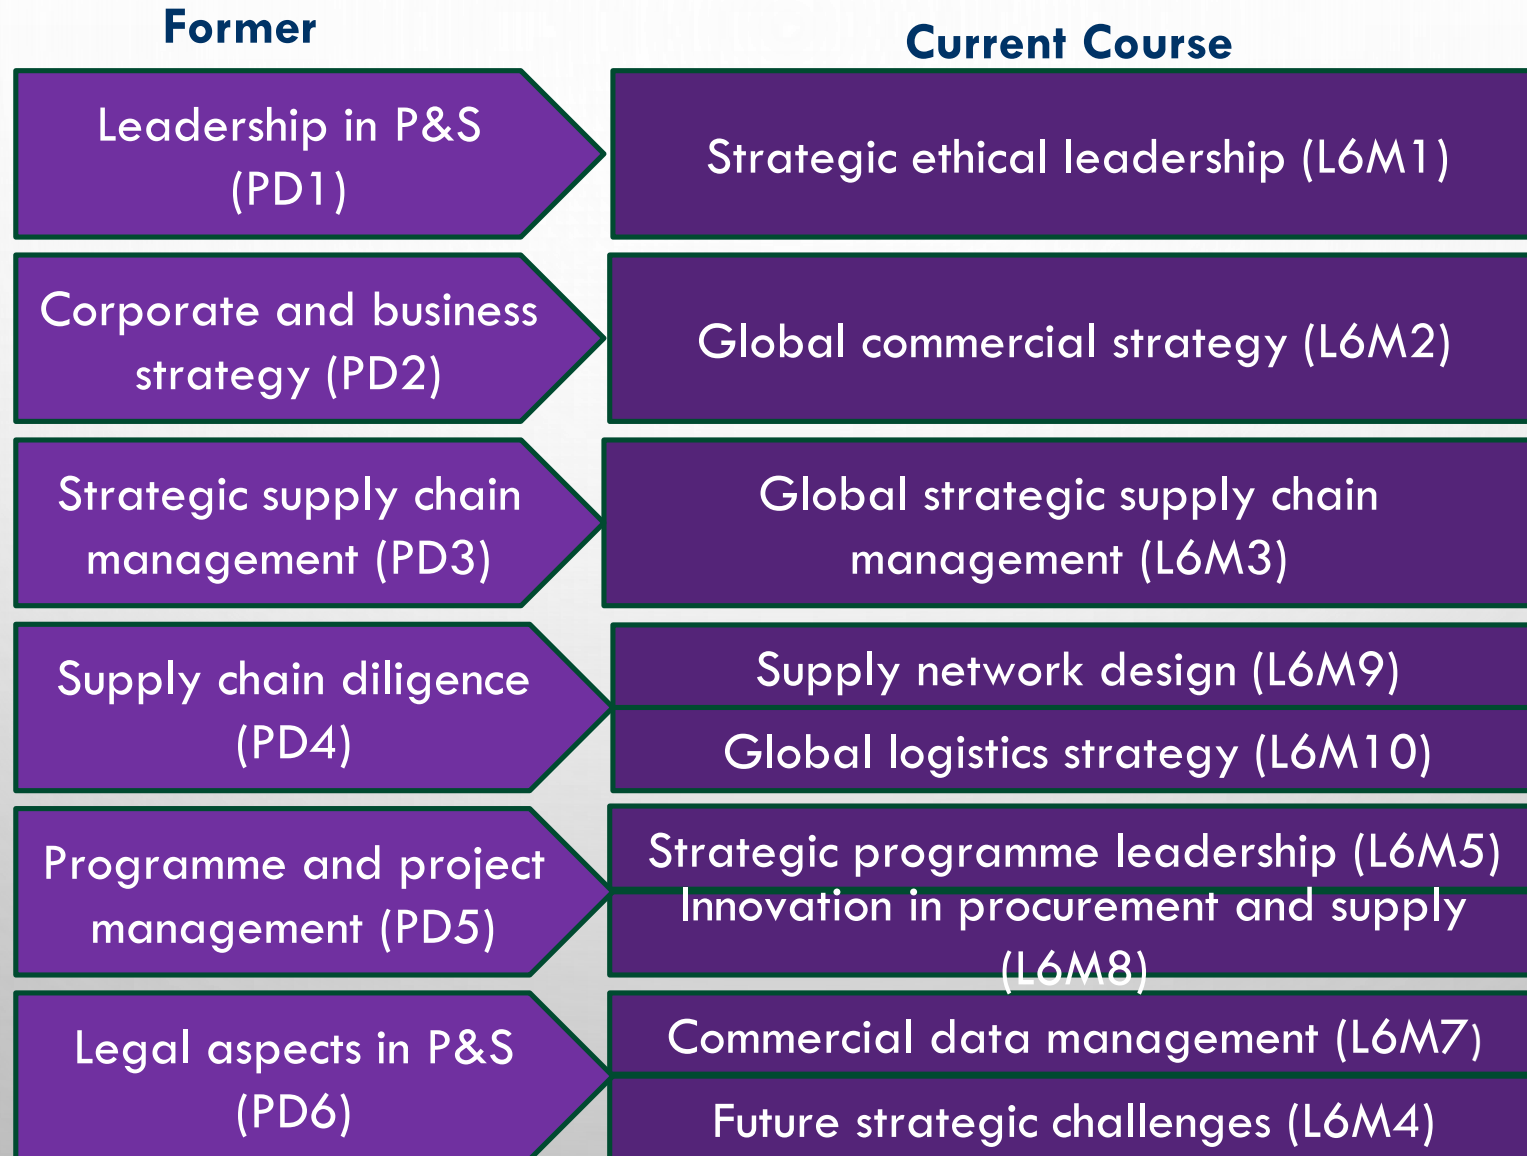 Former
Current Course
Leadership in P&S
(PD1)
Strategic ethical leadership (L6M1)
Corporate and business
strategy (PD2)
Global commercial strategy (L6M2)
Strategic supply chain
management (PD3)
Global strategic supply chain
management (L6M3)
Supply chain diligence
(PD4)
Supply network design (L6M9)
Global logistics strategy (L6M10)
Programme and project
management (PD5)
Strategic programme leadership (L6M5)
Innovation in procurement and supply
(L6M8)
Legal aspects in P&S
(PD6)
Commercial data management (L6M7)
Future strategic challenges (L6M4)